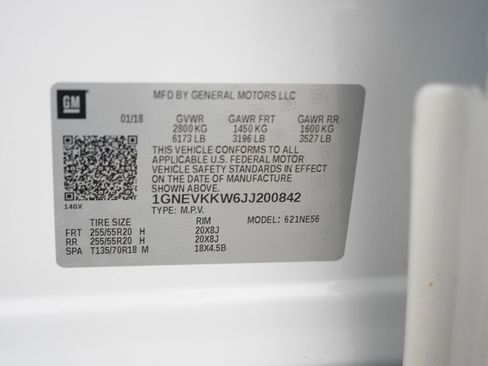 MFD BY GENERAL MOTORS LLC
GM
01/18 GVWR GAWR FRT GAWR RR
2800 KG 1450 KG 1600 KG
6173 LB 3196 LB 3527 LB
THIS VEHICLE CONFORMS TO ALL
APPLICABLE U.S. FEDERAL MOTOR
VEHICLE SAFETY STANDARDS IN EFFECT
ON THE DATE OF MANUFACTURE
SHOWN ABOVE.
140X
1GNEVKKW6JJ200842
TYPE: M.P.V. MODEL: 621NE56
TIRE SIZE RIM
FRT 255/55R20 H 20X8J
RR 255/55R20 H 20X8J
SPA T135/70R18 M 18X4.5B